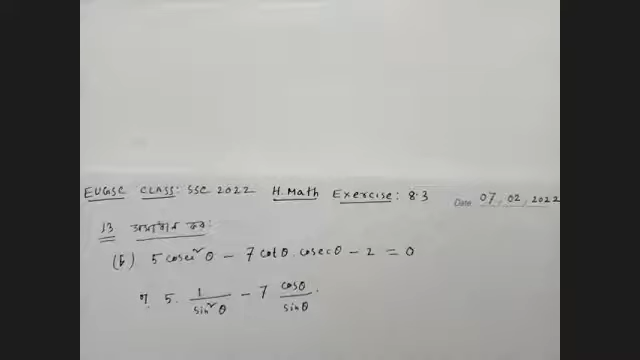 EUGSC CLASS: SSC 2022 H.Math Exercise: 8.3 Date 07, 02, 2022
13 সমাধান কর:
5 cosec²θ − 7 cotθ . cosecθ − 2 = 0
বা, 5. 1/sin²θ − 7 cosθ/sinθ .